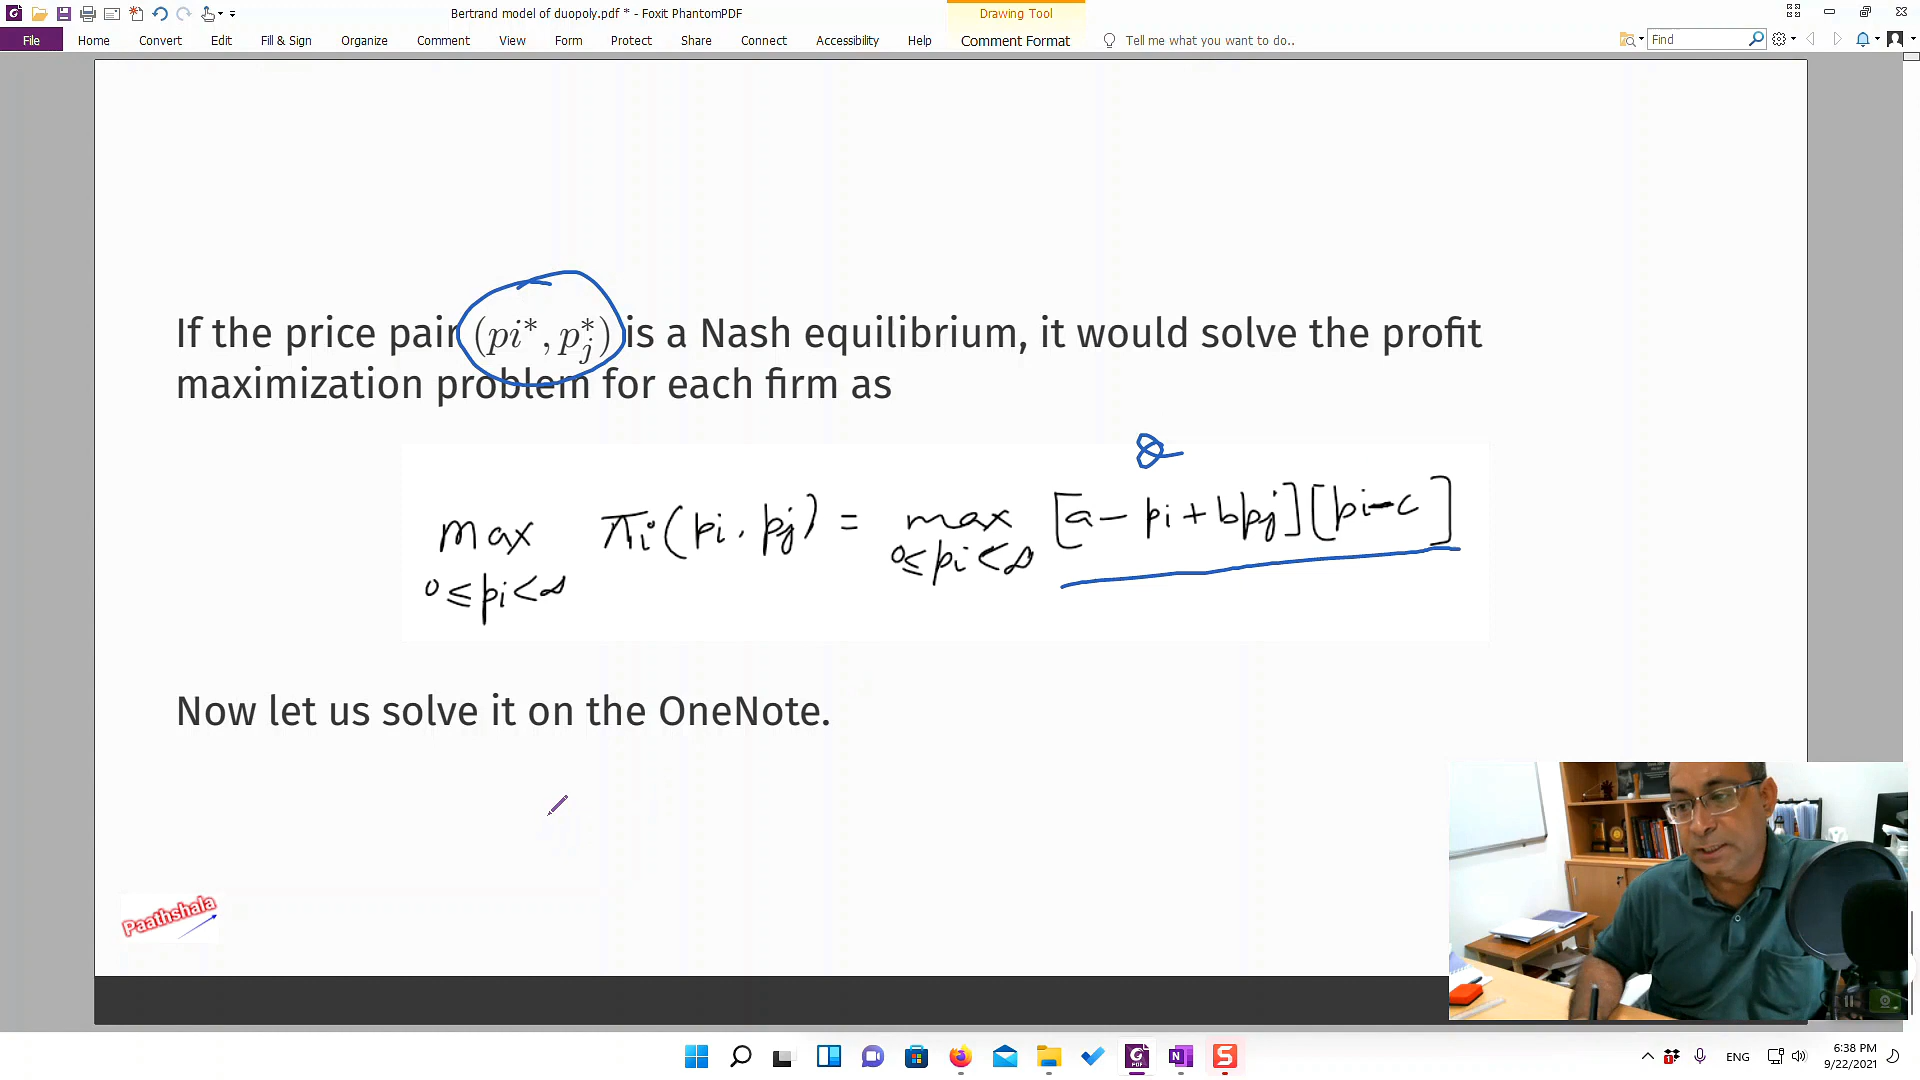 Bertrand model of duopoly.pdf * - Foxit PhantomPDF
Drawing Tool
File Home Convert Edit Fill & Sign Organize Comment View Form Protect Share Connect Accessibility Help Comment Format Tell me what you want to do.. Find
If the price pair (pi*, p_j^*) is a Nash equilibrium, it would solve the profit
maximization problem for each firm as
max πi(pi, pj) = max [a - pi + bpj][pi - c]
0≤pi<∞ 0≤pi<∞
Now let us solve it on the OneNote.
Paathshala
ENG
6:38 PM
9/22/2021